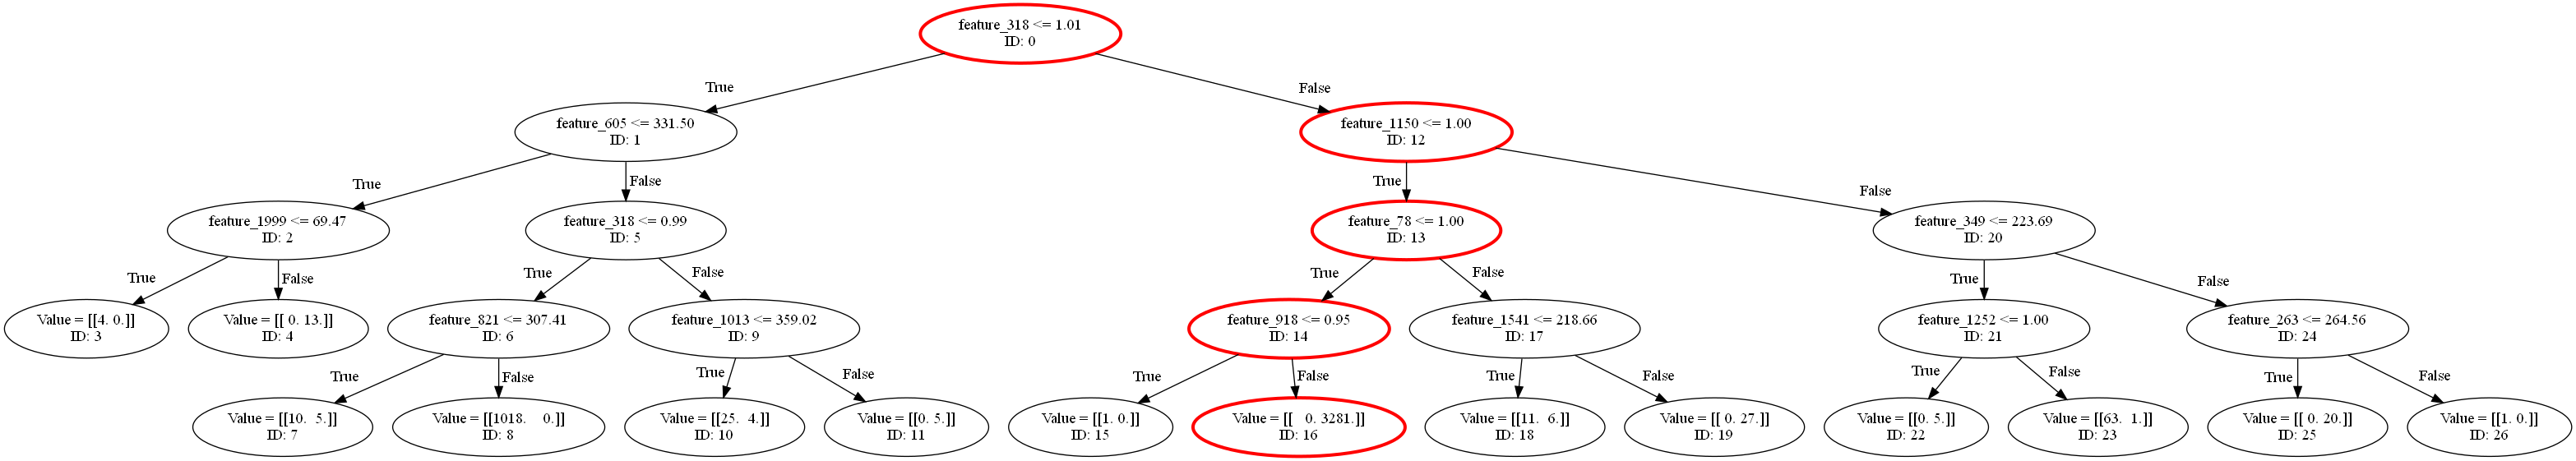 feature_318 <= 1.01
ID: 0
True
False
feature_605 <= 331.50
ID: 1
feature_1150 <= 1.00
ID: 12
True
False
True
False
feature_1999 <= 69.47
ID: 2
feature_318 <= 0.99
ID: 5
feature_78 <= 1.00
ID: 13
feature_349 <= 223.69
ID: 20
True
False
True
False
True
False
True
False
Value = [[4. 0.]]
ID: 3
Value = [[ 0. 13.]]
ID: 4
feature_821 <= 307.41
ID: 6
feature_1013 <= 359.02
ID: 9
feature_918 <= 0.95
ID: 14
feature_1541 <= 218.66
ID: 17
feature_1252 <= 1.00
ID: 21
feature_263 <= 264.56
ID: 24
True
False
True
False
True
False
True
False
True
False
True
False
Value = [[10.  5.]]
ID: 7
Value = [[1018.    0.]]
ID: 8
Value = [[25.  4.]]
ID: 10
Value = [[0. 5.]]
ID: 11
Value = [[1. 0.]]
ID: 15
Value = [[   0. 3281.]]
ID: 16
Value = [[11.  6.]]
ID: 18
Value = [[ 0. 27.]]
ID: 19
Value = [[0. 5.]]
ID: 22
Value = [[63.  1.]]
ID: 23
Value = [[ 0. 20.]]
ID: 25
Value = [[1. 0.]]
ID: 26